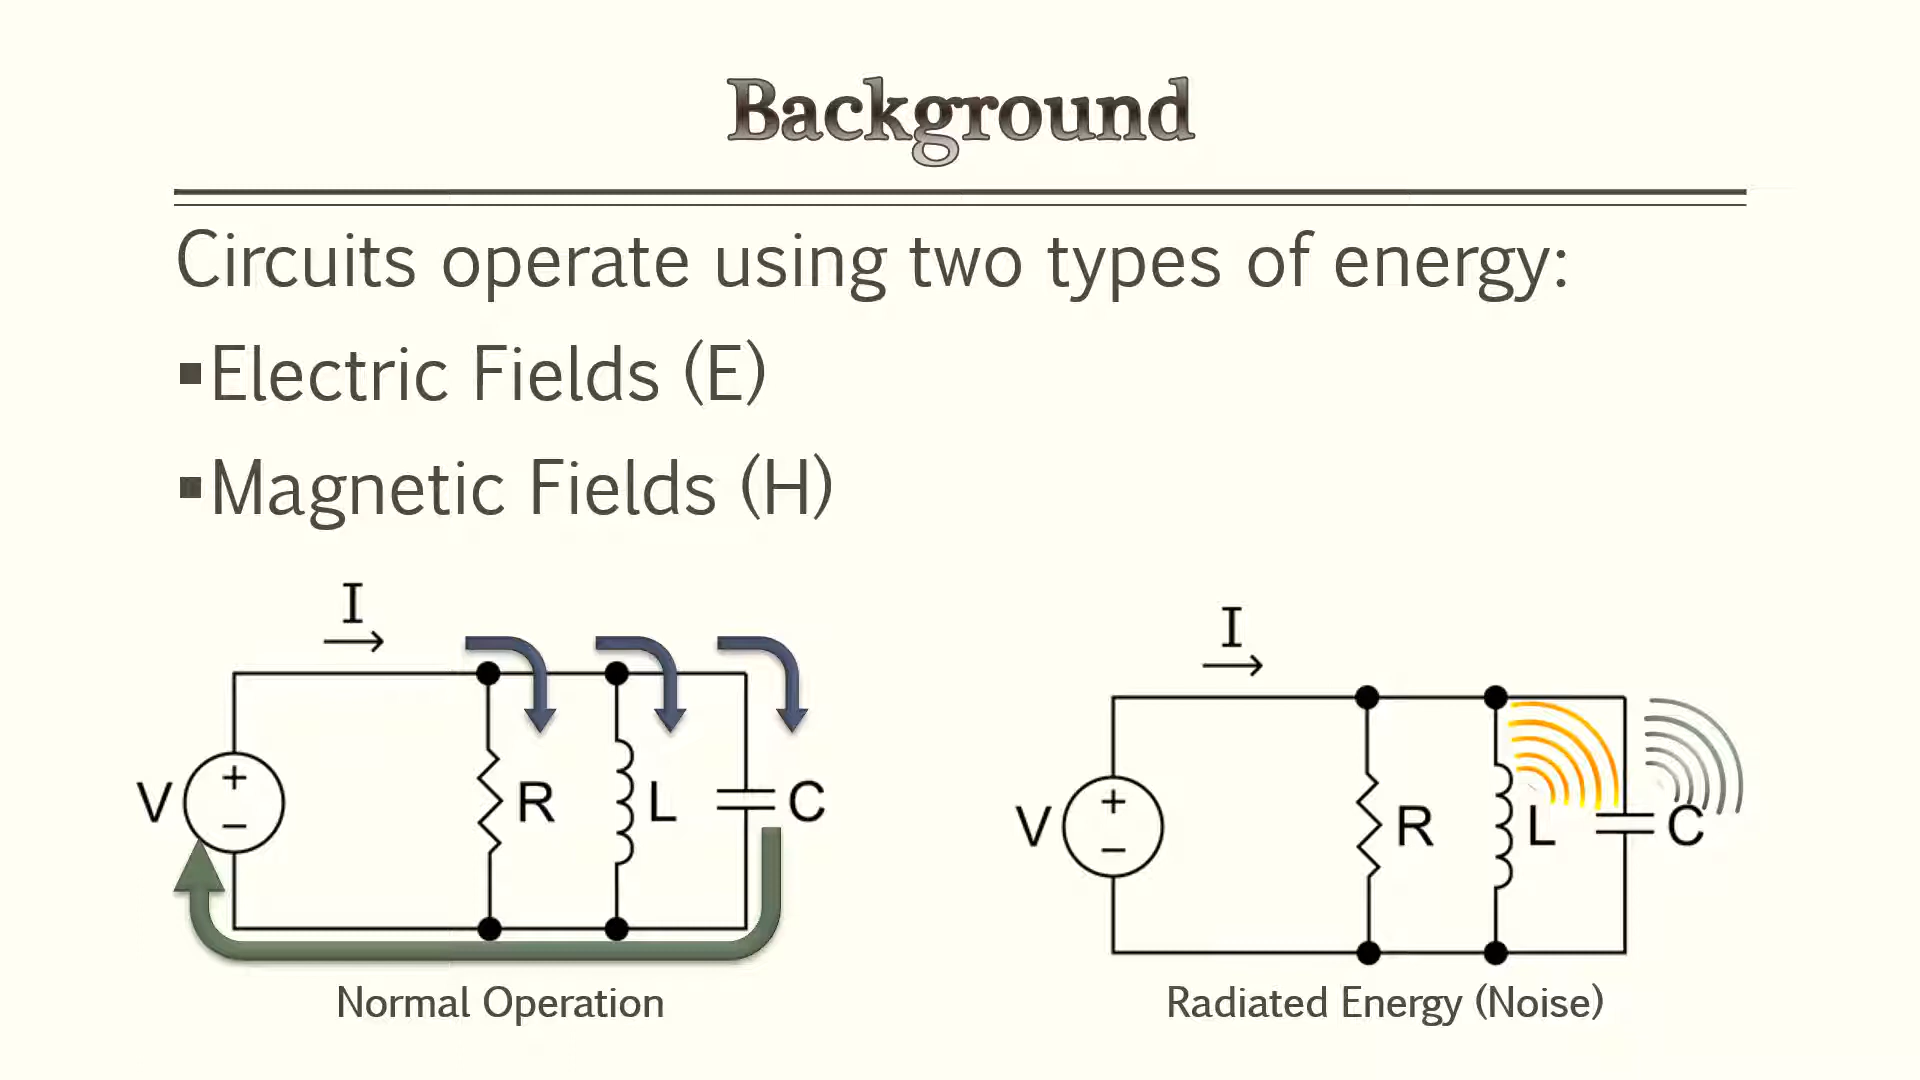 Background
Circuits operate using two types of energy:
▪Electric Fields (E)
▪Magnetic Fields (H)
I
V + − R L C
Normal Operation
I
V + − R L C
Radiated Energy (Noise)